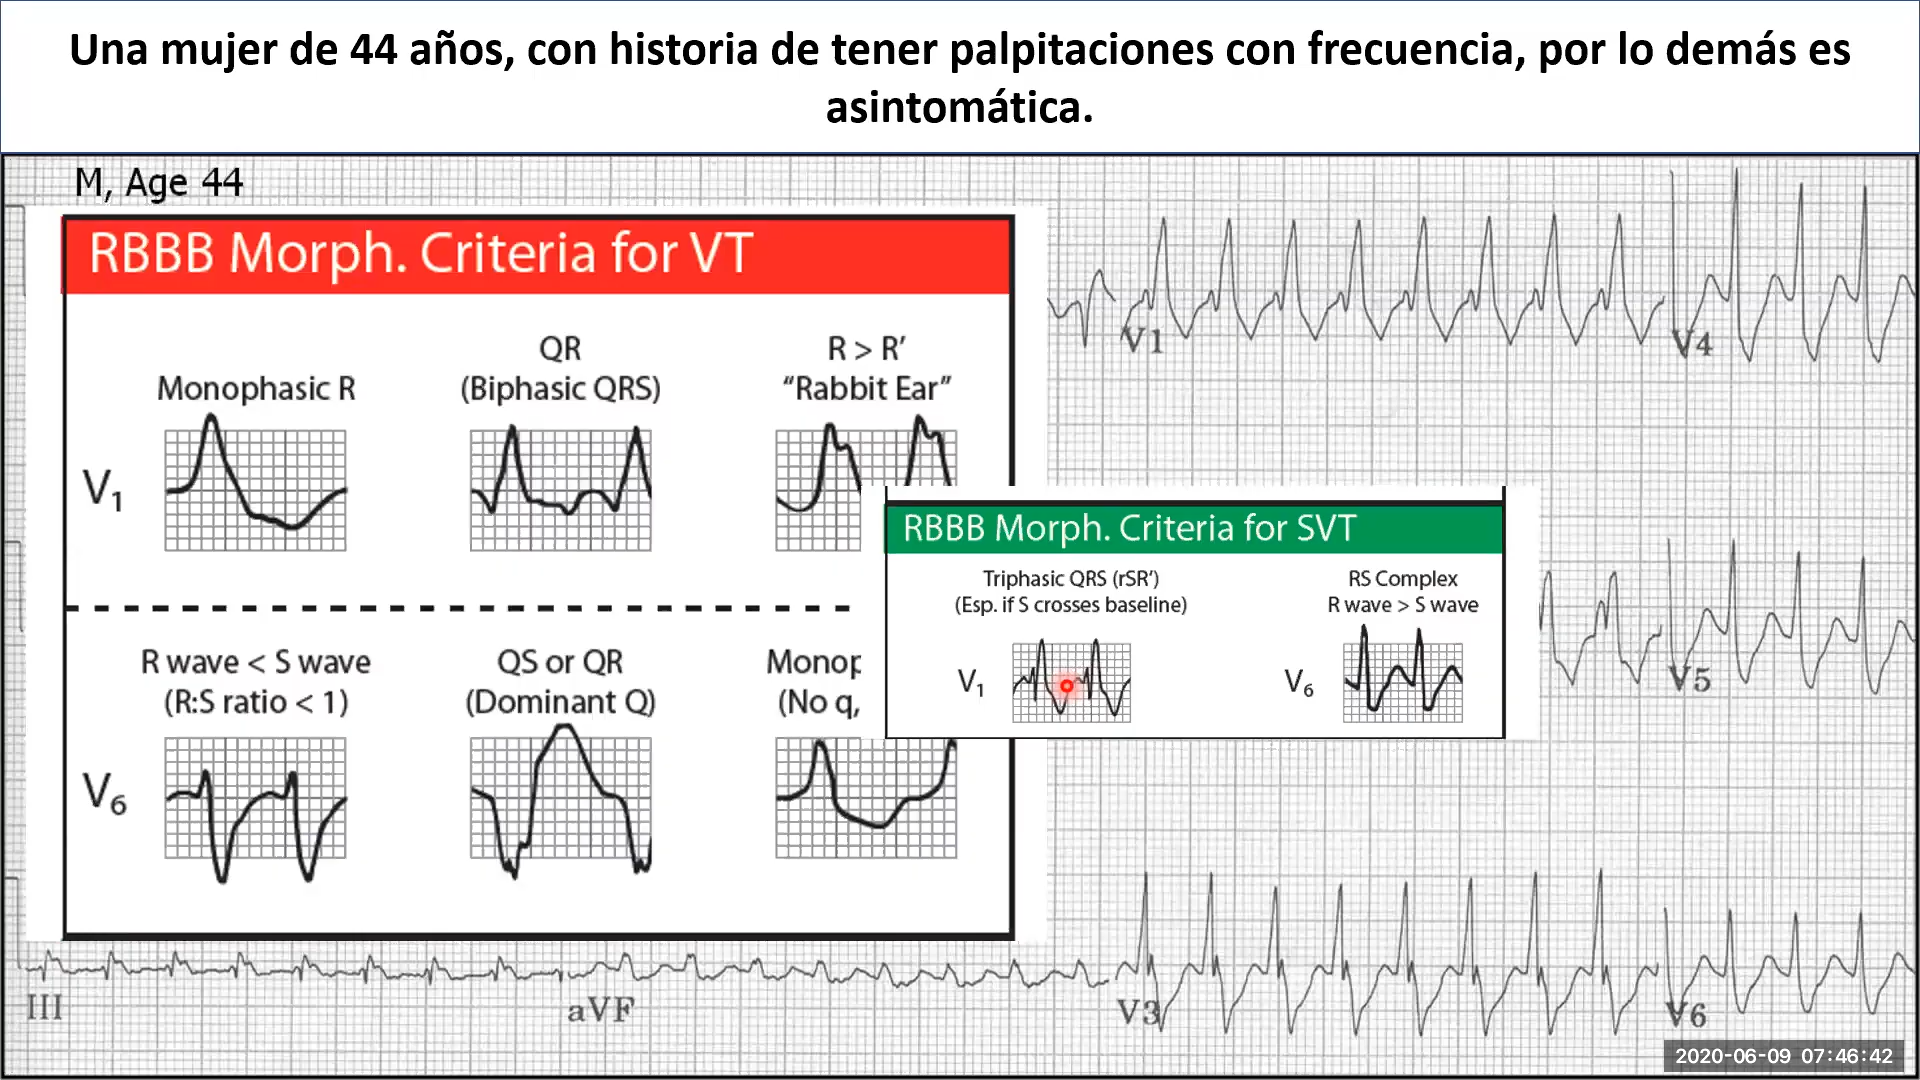 Una mujer de 44 años, con historia de tener palpitaciones con frecuencia, por lo demás es
asintomática.
M, Age 44
RBBB Morph. Criteria for VT
Monophasic R
QR
(Biphasic QRS)
R > R’
“Rabbit Ear”
V1
R wave < S wave
(R:S ratio < 1)
QS or QR
(Dominant Q)
(No q,
V6
RBBB Morph. Criteria for SVT
Triphasic QRS (rSR’)
(Esp. if S crosses baseline)
RS Complex
R wave > S wave
V1
V6
V1
V4
V5
III
aVF
V3
V6
2020-06-09 07:46:42